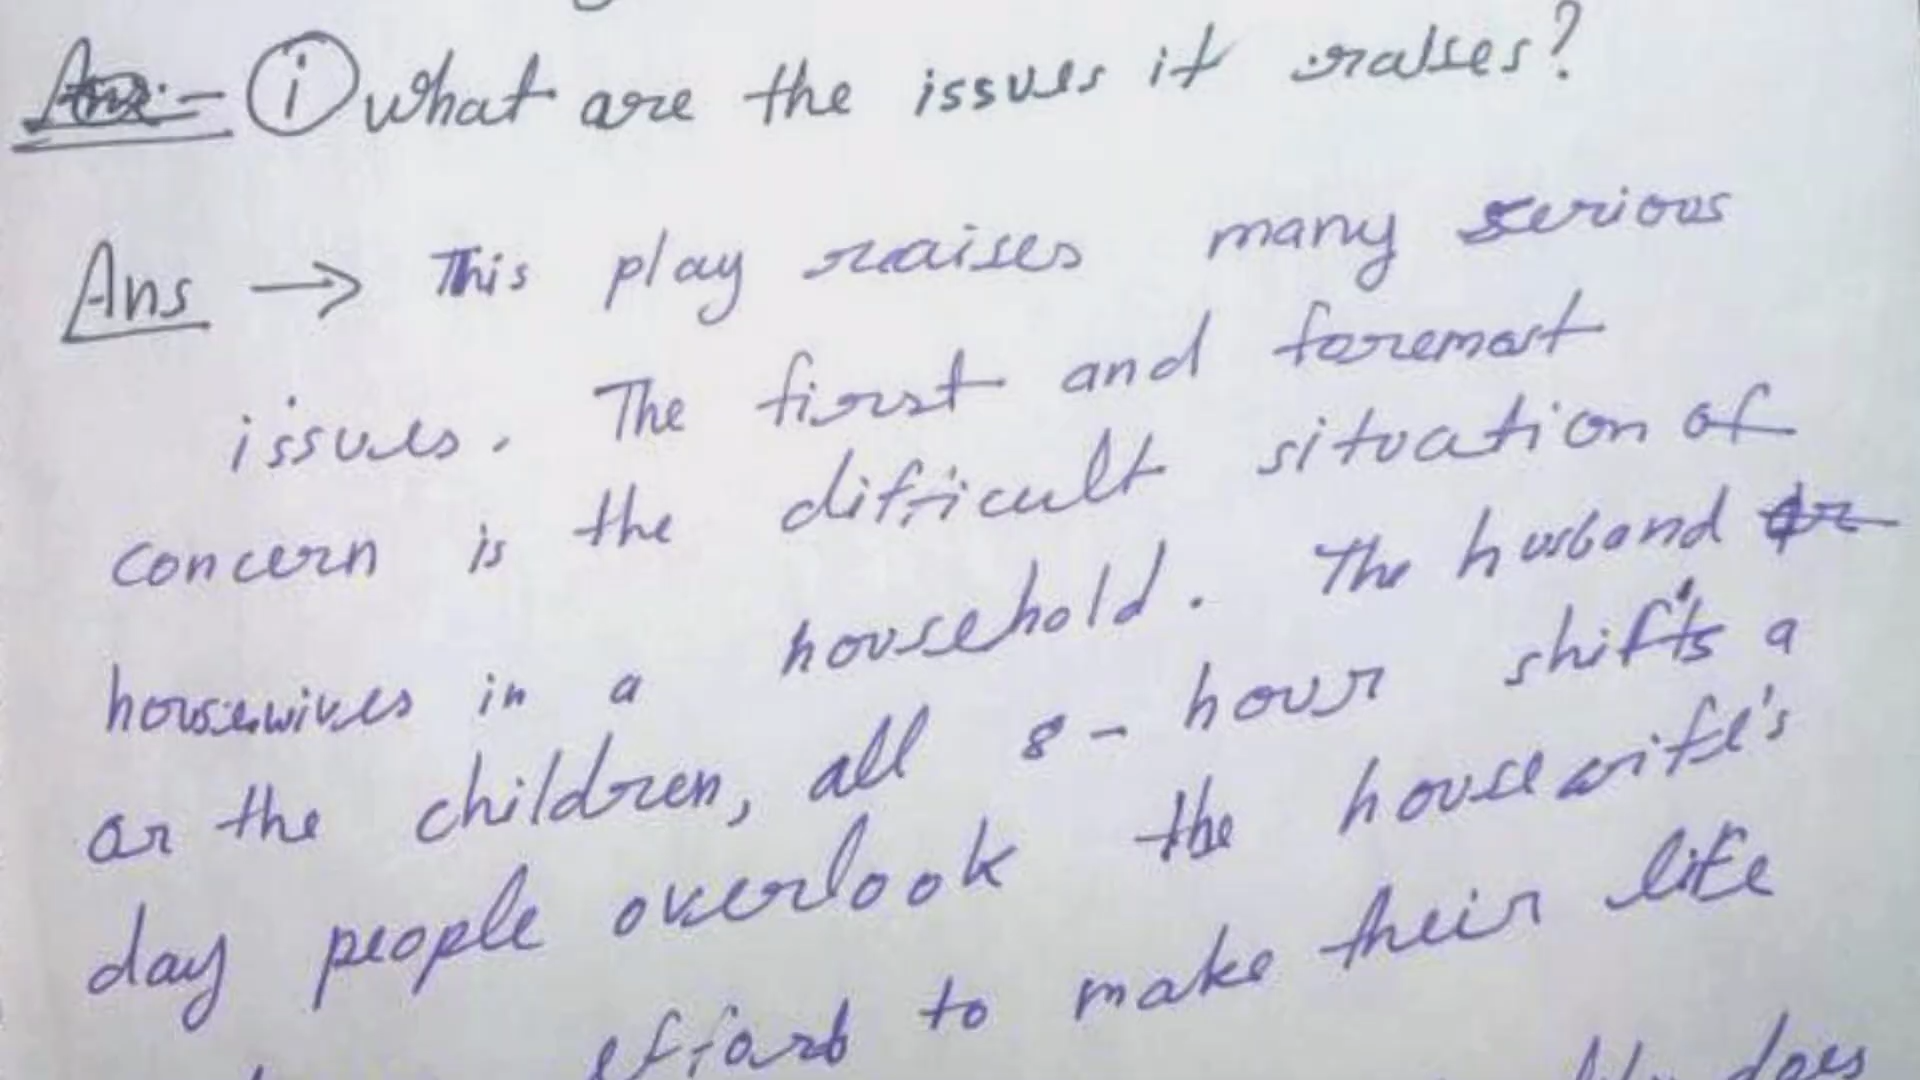 Ans:- (i) What are the issues it raises?
Ans → This play raises many serious
issues. The first and foremost
concern is the difficult situation of
housewives in a household. The husband
or the children, all 8-hour shifts a
day people overlook the housewife's
effort to make their life
does